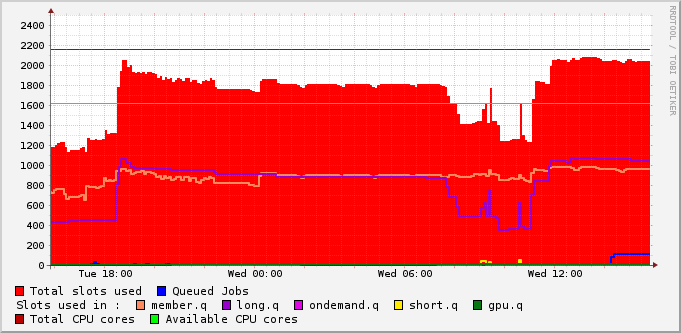 RRDTOOL / TOBI OETIKER
2400
2200
2000
1800
1600
1400
1200
1000
800
600
400
200
0
Tue 18:00 Wed 00:00 Wed 06:00 Wed 12:00
Total slots used Queued Jobs
Slots used in : member.q long.q ondemand.q short.q gpu.q
Total CPU cores Available CPU cores